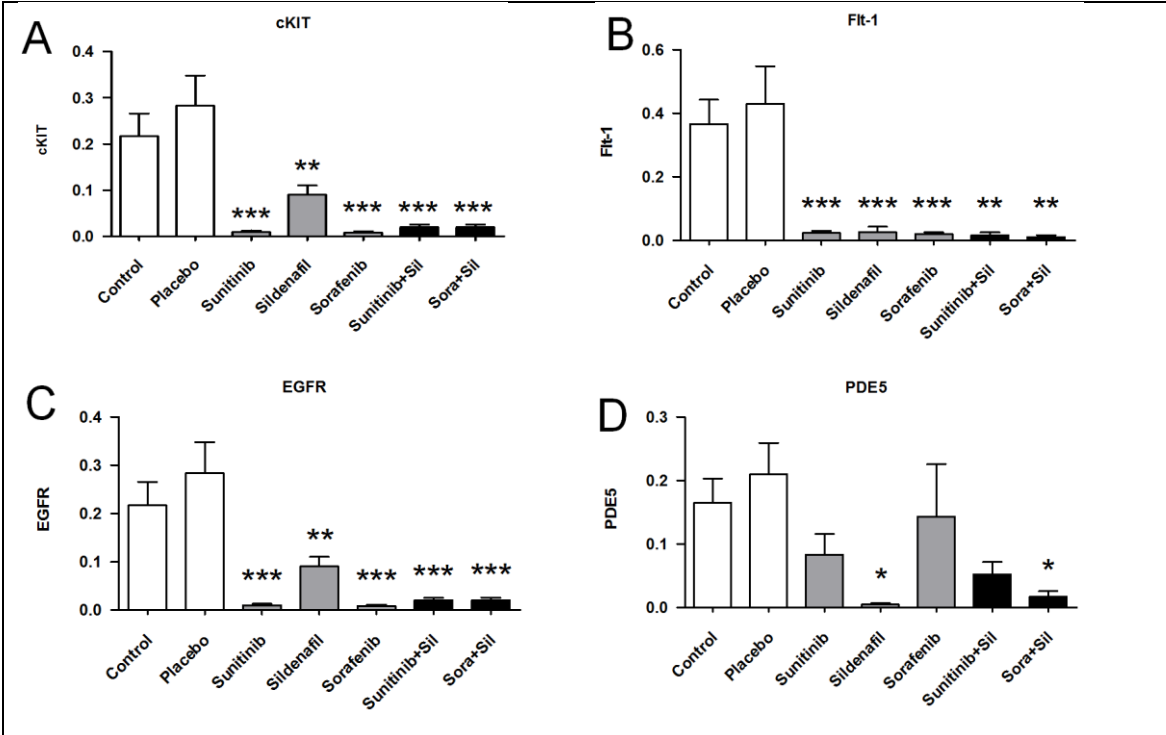 A
cKIT
cKIT
0.4
0.3
0.2
0.1
0.0
***
**
***
***
***
Control
Placebo
Sunitinib
Sildenafil
Sorafenib
Sunitinib+Sil
Sora+Sil
B
Flt-1
Flt-1
0.6
0.4
0.2
0.0
***
***
***
**
**
Control
Placebo
Sunitinib
Sildenafil
Sorafenib
Sunitinib+Sil
Sora+Sil
C
EGFR
EGFR
0.4
0.3
0.2
0.1
0.0
***
**
***
***
***
Control
Placebo
Sunitinib
Sildenafil
Sorafenib
Sunitinib+Sil
Sora+Sil
D
PDE5
PDE5
0.3
0.2
0.1
0.0
*
*
Control
Placebo
Sunitinib
Sildenafil
Sorafenib
Sunitinib+Sil
Sora+Sil